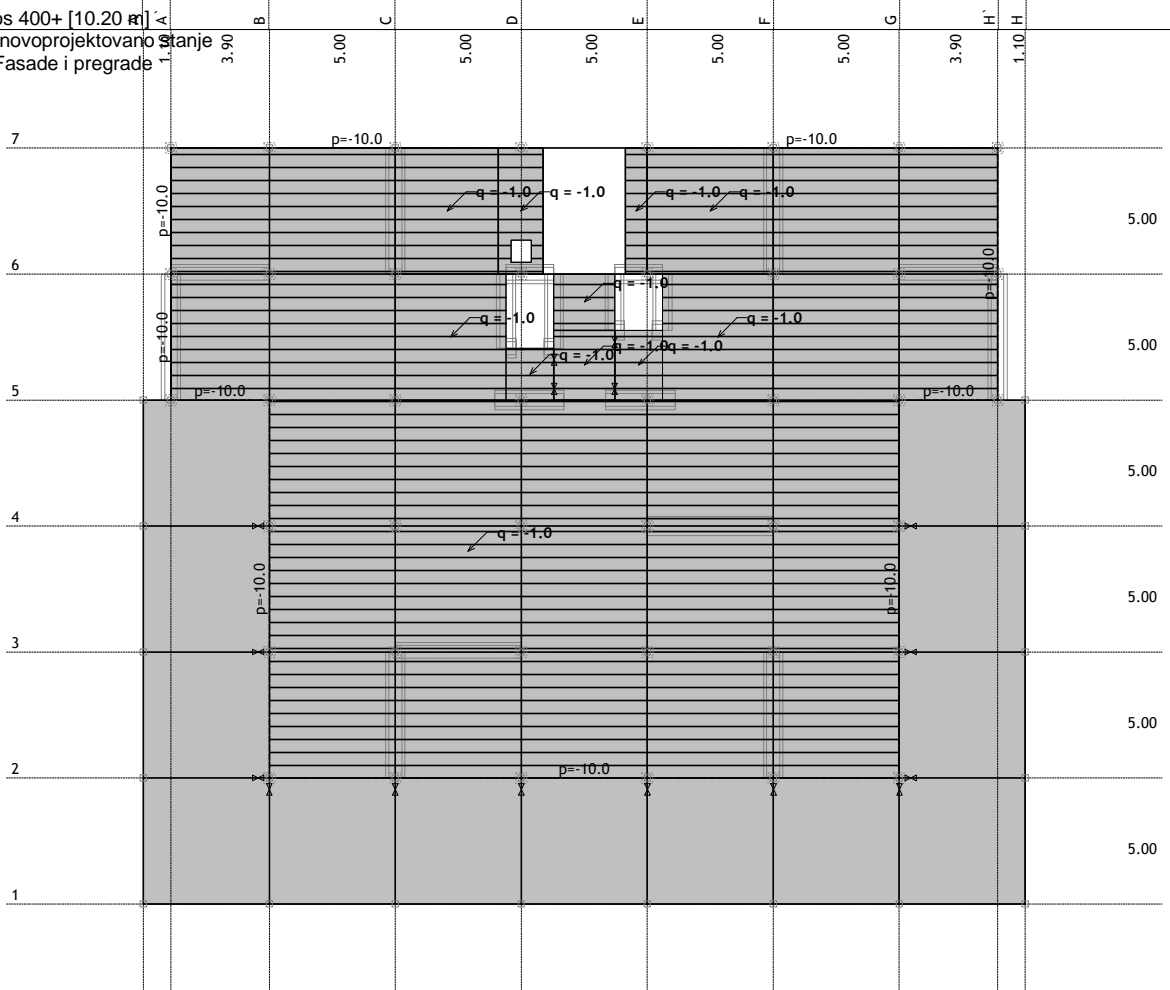 os 400+ [10.20 m]
novoprojektovano stanje
Fasade i pregrade
A B C D E F G H` H
1.10 3.90 5.00 5.00 5.00 5.00 5.00 3.90 1.10
7
p=-10.0 p=-10.0
p=-10.0
q = -1.0 q = -1.0 q = -1.0 q = -1.0
5.00
6
p=-10.0
q = -1.0
p=-10.0
q = -1.0 q = -1.0
q = -1.0 q = -1.0 q = -1.0
5.00
5
p=-10.0 p=-10.0
5.00
4
q = -1.0
p=-10.0 p=-10.0
5.00
3
5.00
2
p=-10.0
5.00
1